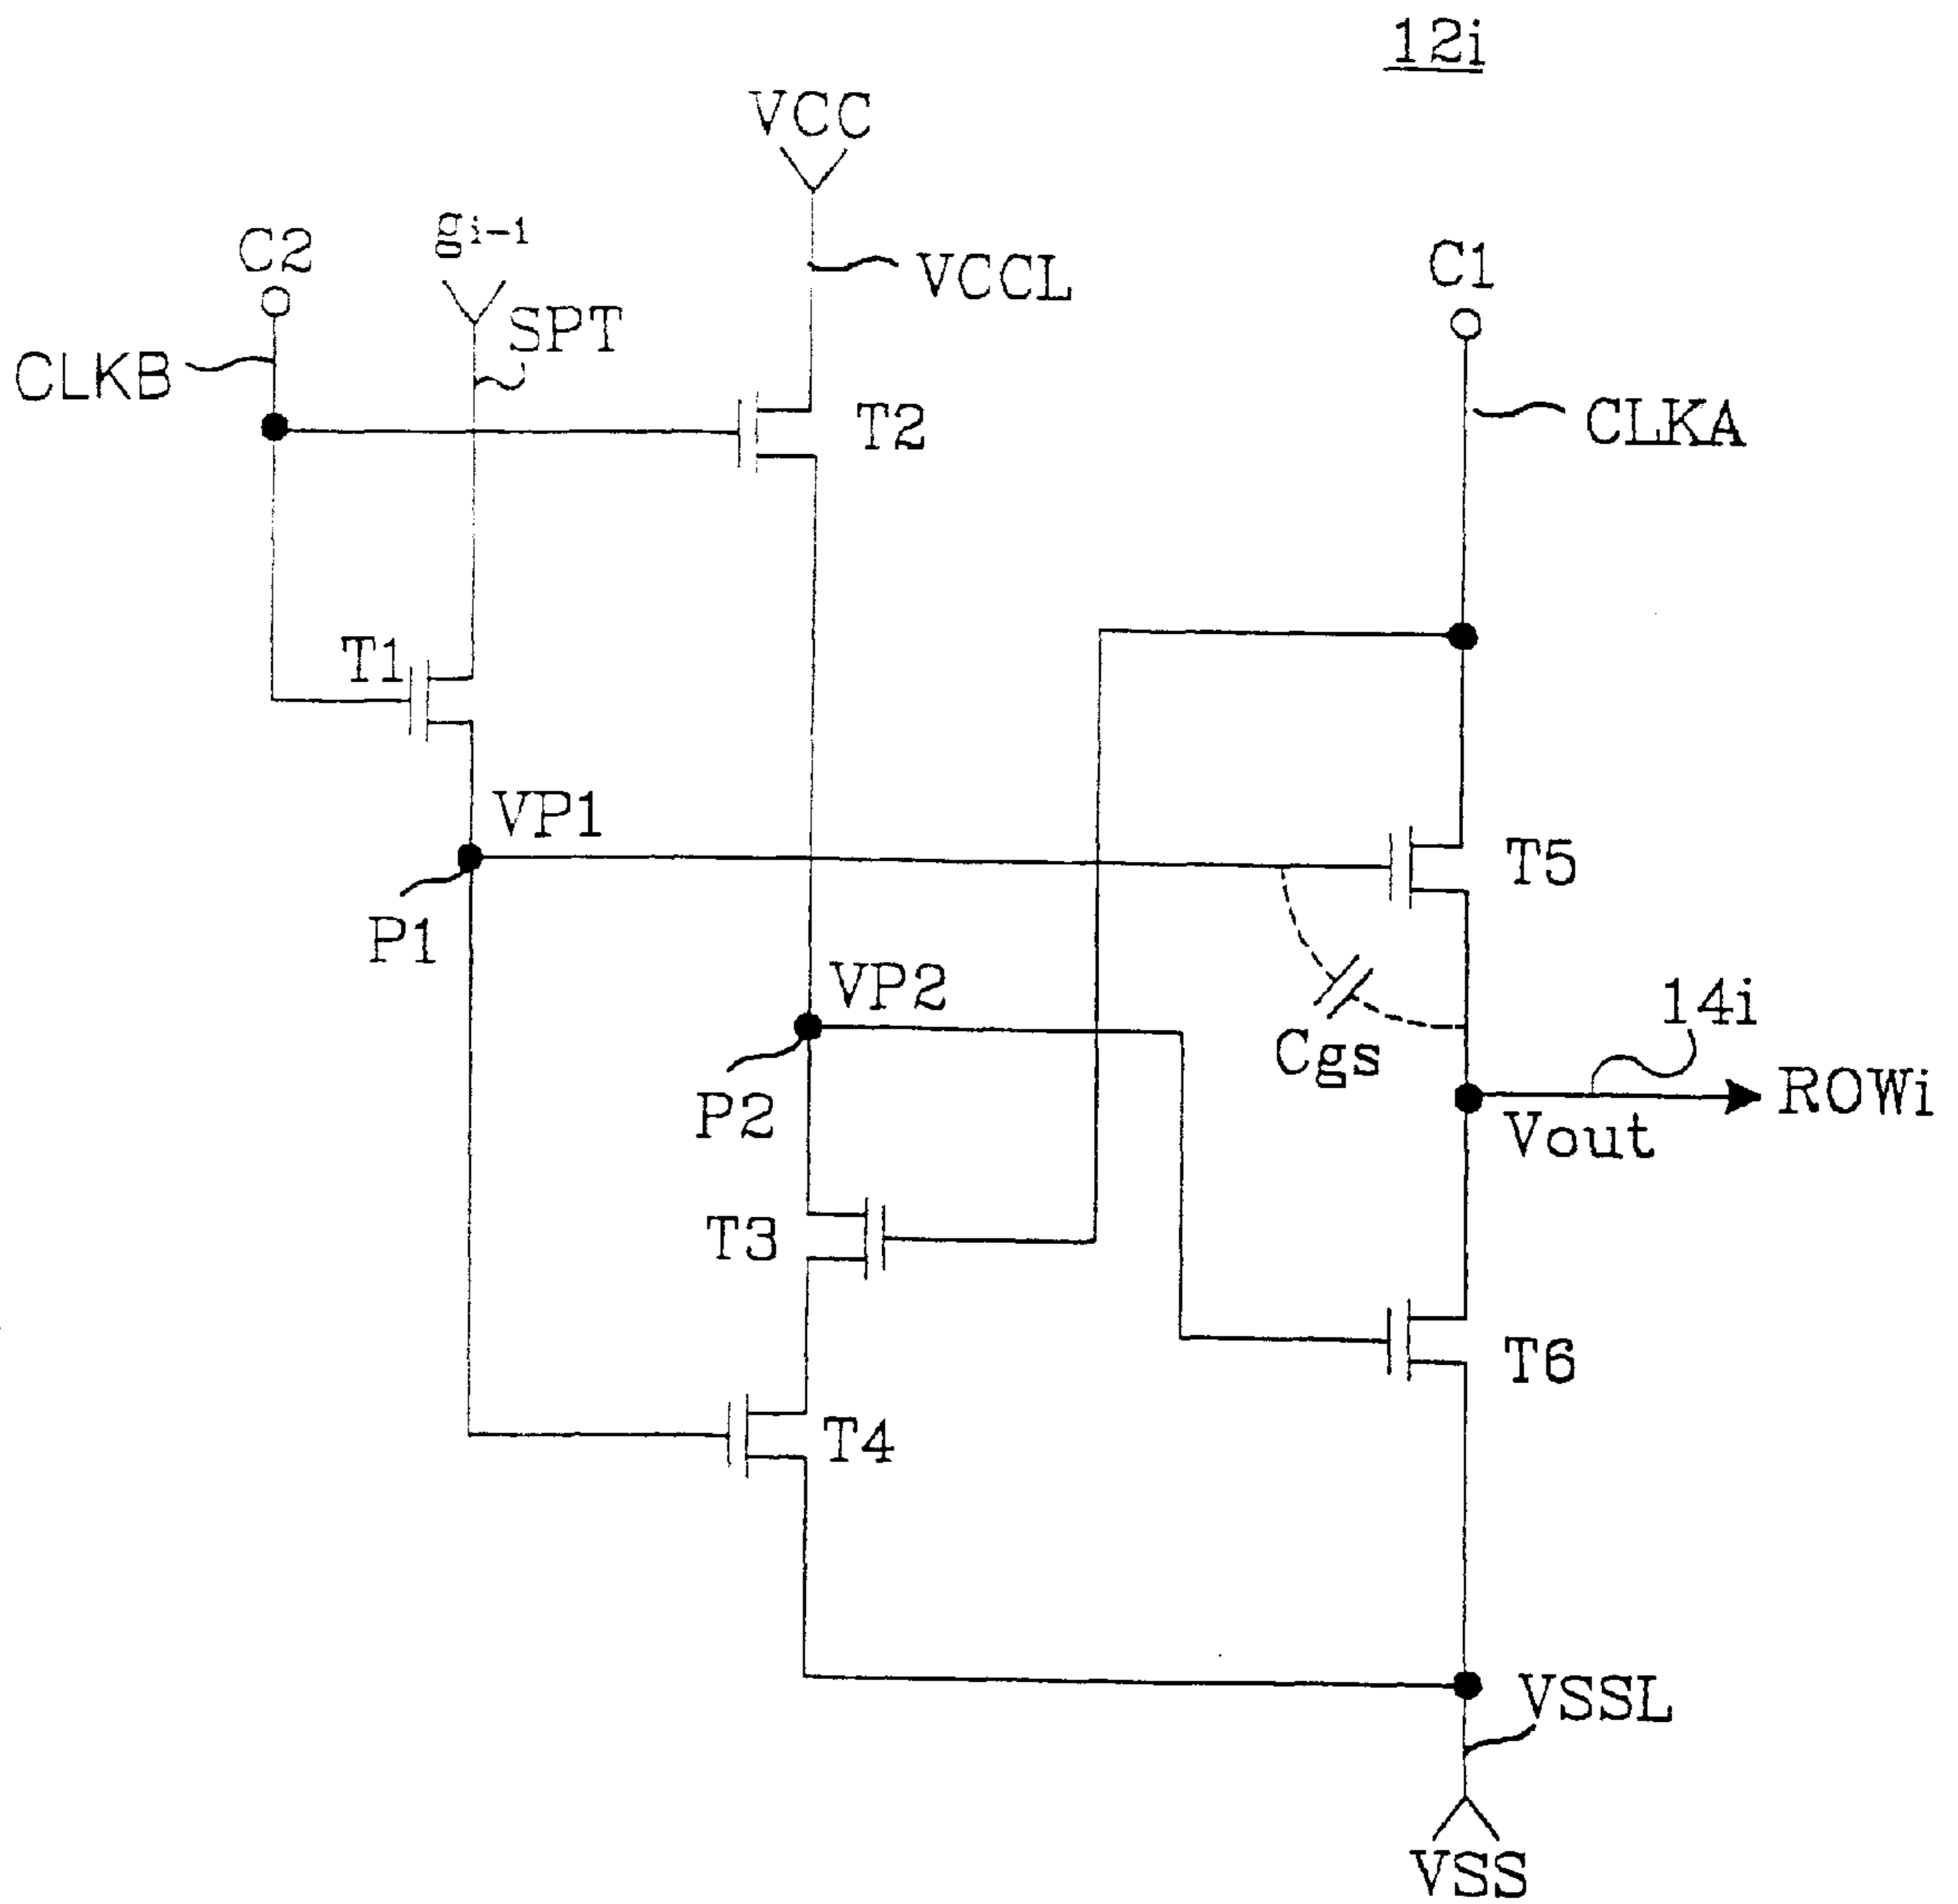 12i
VCC
gi-1
C2
VCCL
C1
SPT
CLKB
T2
CLKA
T1
VP1
T5
P1
VP2
14i
Cgs
ROWi
P2
Vout
T3
T6
T4
VSSL
VSS